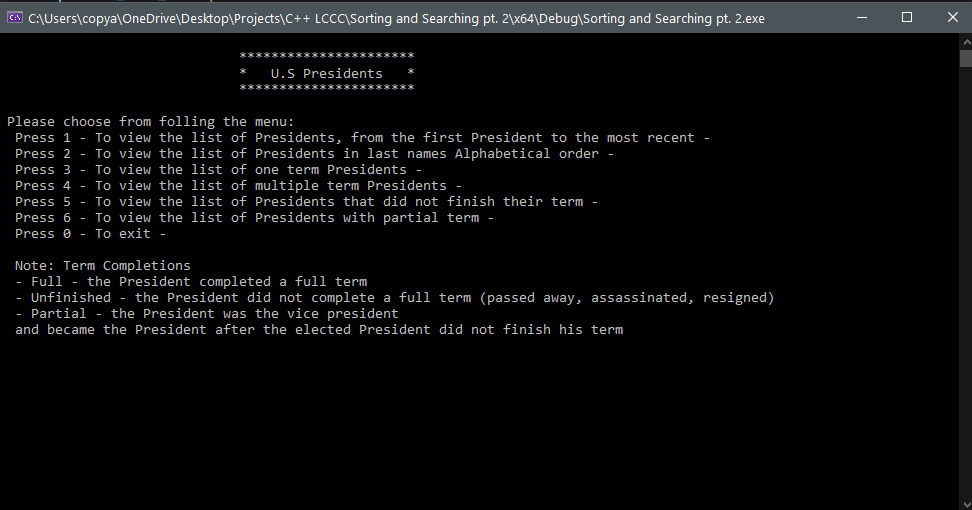 C:\Users\copya\OneDrive\Desktop\Projects\C++ LCCC\Sorting and Searching pt. 2\x64\Debug\Sorting and Searching pt. 2.exe
**********************
*   U.S Presidents   *
**********************
Please choose from folling the menu:
Press 1 - To view the list of Presidents, from the first President to the most recent -
Press 2 - To view the list of Presidents in last names Alphabetical order -
Press 3 - To view the list of one term Presidents -
Press 4 - To view the list of multiple term Presidents -
Press 5 - To view the list of Presidents that did not finish their term -
Press 6 - To view the list of Presidents with partial term -
Press 0 - To exit -
Note: Term Completions
- Full - the President completed a full term
- Unfinished - the President did not complete a full term (passed away, assassinated, resigned)
- Partial - the President was the vice president
and became the President after the elected President did not finish his term